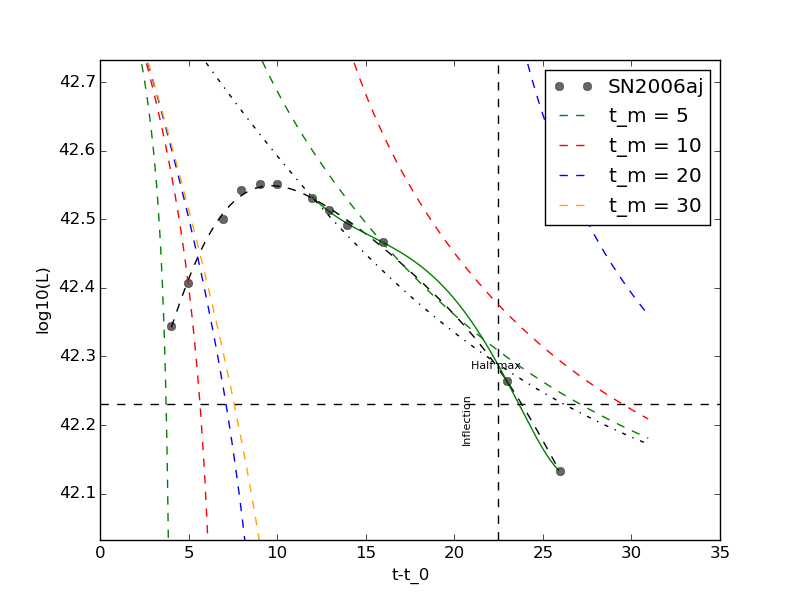 42.7
42.6
42.5
42.4
42.3
42.2
42.1
log10(L)
0
5
10
15
20
25
30
35
t-t_0
SN2006aj
t_m = 5
t_m = 10
t_m = 20
t_m = 30
Half max
Inflection